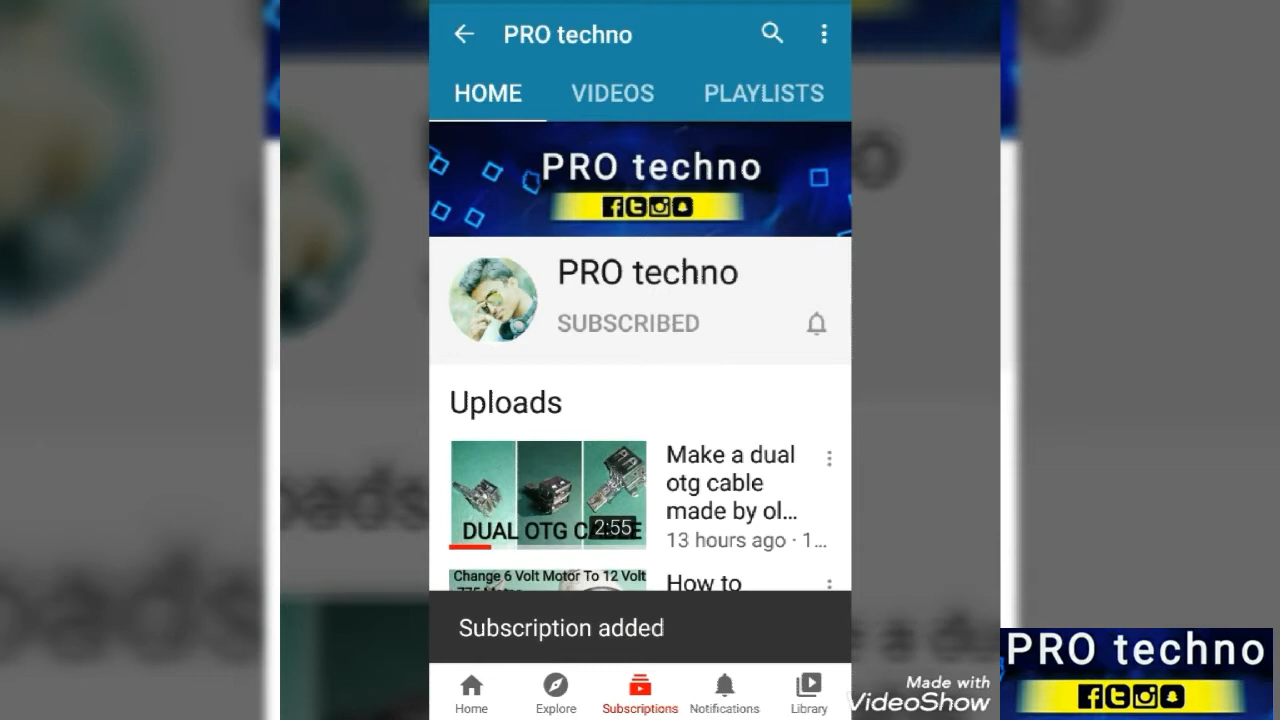 PRO techno
HOME VIDEOS PLAYLISTS
PRO techno
PRO techno
SUBSCRIBED
Uploads
DUAL OTG C
2:55
Make a dual
otg cable
made by ol...
13 hours ago · 1...
Change 6 Volt Motor To 12 Volt
How to
Subscription added
Home Explore Subscriptions Notifications Library
Made with
VideoShow
PRO techno